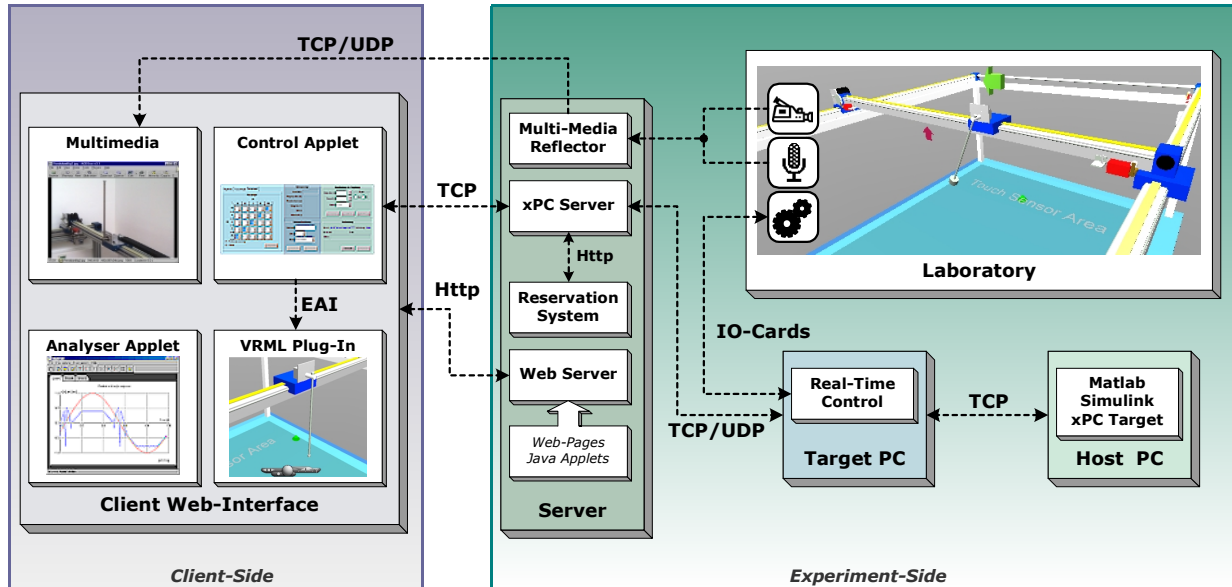 TCP/UDP
Multimedia
Control Applet
EAI
Analyser Applet
VRML Plug-In
Sensor Area
Client Web-Interface
Client-Side
TCP
Http
Multi-Media
Reflector
xPC Server
Http
Reservation
System
Web Server
Web-Pages
Java Applets
Server
Touch Sensor Area
Laboratory
IO-Cards
TCP/UDP
Real-Time
Control
Target PC
TCP
Matlab
Simulink
xPC Target
Host PC
Experiment-Side